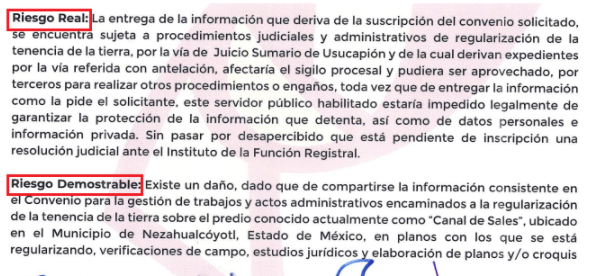 Riesgo Real: La entrega de la información que deriva de la suscripción del convenio solicitado,
se encuentra sujeta a procedimientos judiciales y administrativos de regularización de la
tenencia de la tierra, por la vía de Juicio Sumario de Usucapión y de la cual derivan expedientes
por la vía referida con antelación, afectaría el sigilo procesal y pudiera ser aprovechado, por
terceros para realizar otros procedimientos o engaños, toda vez que de entregar la información
como la pide el solicitante, este servidor público habilitado estaría impedido legalmente de
garantizar la protección de la información que detenta, así como de datos personales e
información privada. Sin pasar por desapercibido que está pendiente de inscripción una
resolución judicial ante el Instituto de la Función Registral.
Riesgo Demostrable: Existe un daño, dado que de compartirse la información consistente en
el Convenio para la gestión de trabajos y actos administrativos encaminados a la regularización
de la tenencia de la tierra sobre el predio conocido actualmente como "Canal de Sales", ubicado
en el Municipio de Nezahualcóyotl, Estado de México, en planos con los que se está
regularizando, verificaciones de campo, estudios jurídicos y elaboración de planos y/o croquis